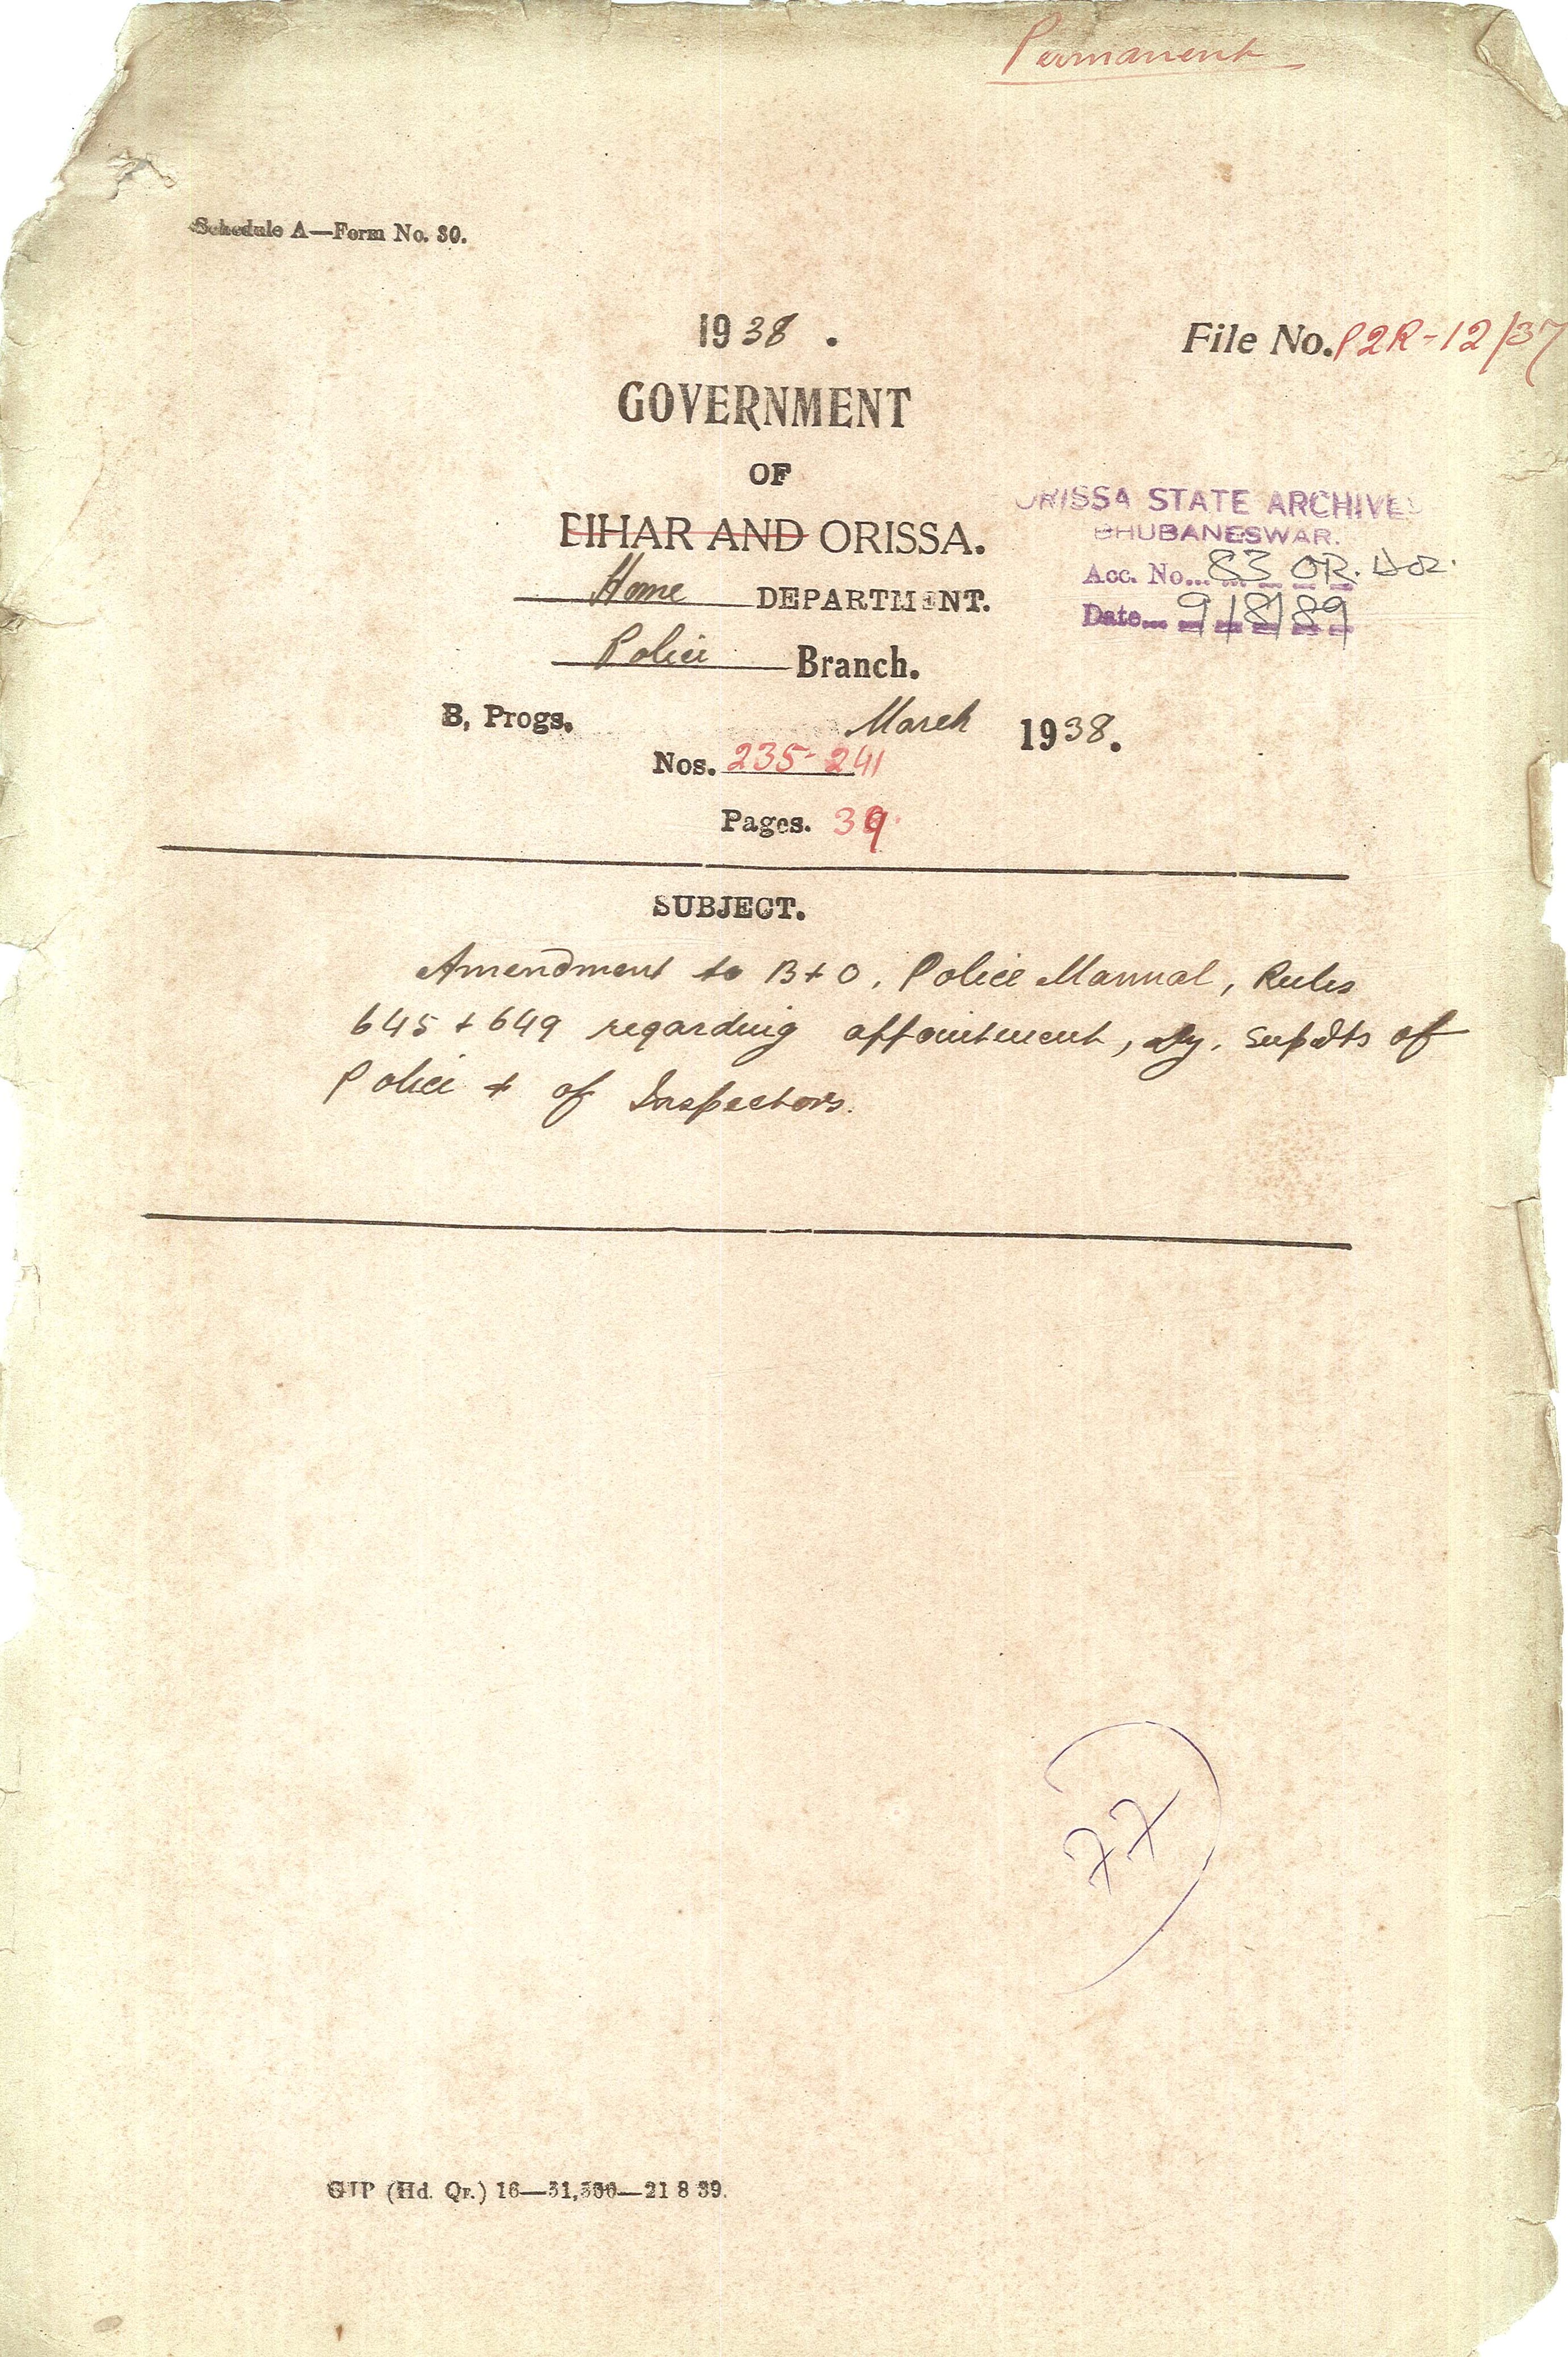 Permanent
Schedule A—Form No. 30.
1938.
File No. P2R-12/37
GOVERNMENT
OF
BIHAR AND ORISSA.
ORISSA STATE ARCHIVES
BHUBANESWAR.
Acc. No... 83 OR.
Date... 9/8/89
Home DEPARTMENT.
Police Branch.
B, Progs. March 1938.
Nos. 235-241
Pages. 39
SUBJECT.
Amendment to B+O. Police Manual, Rules
645 + 649 regarding appointment, Dy. Supdts of
Police + of Inspectors.
77
(Hd. Qr.) 16—31,300—21 8 39.